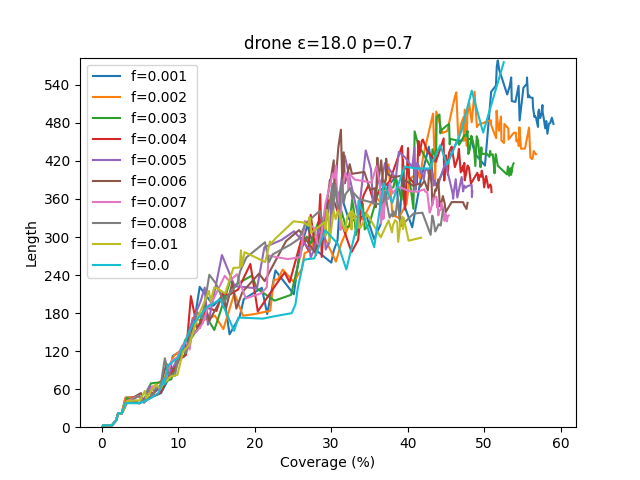 drone ε=18.0 p=0.7
Length
540
480
420
360
300
240
180
120
60
0
f=0.001
f=0.002
f=0.003
f=0.004
f=0.005
f=0.006
f=0.007
f=0.008
f=0.01
f=0.0
0 10 20 30 40 50 60
Coverage (%)